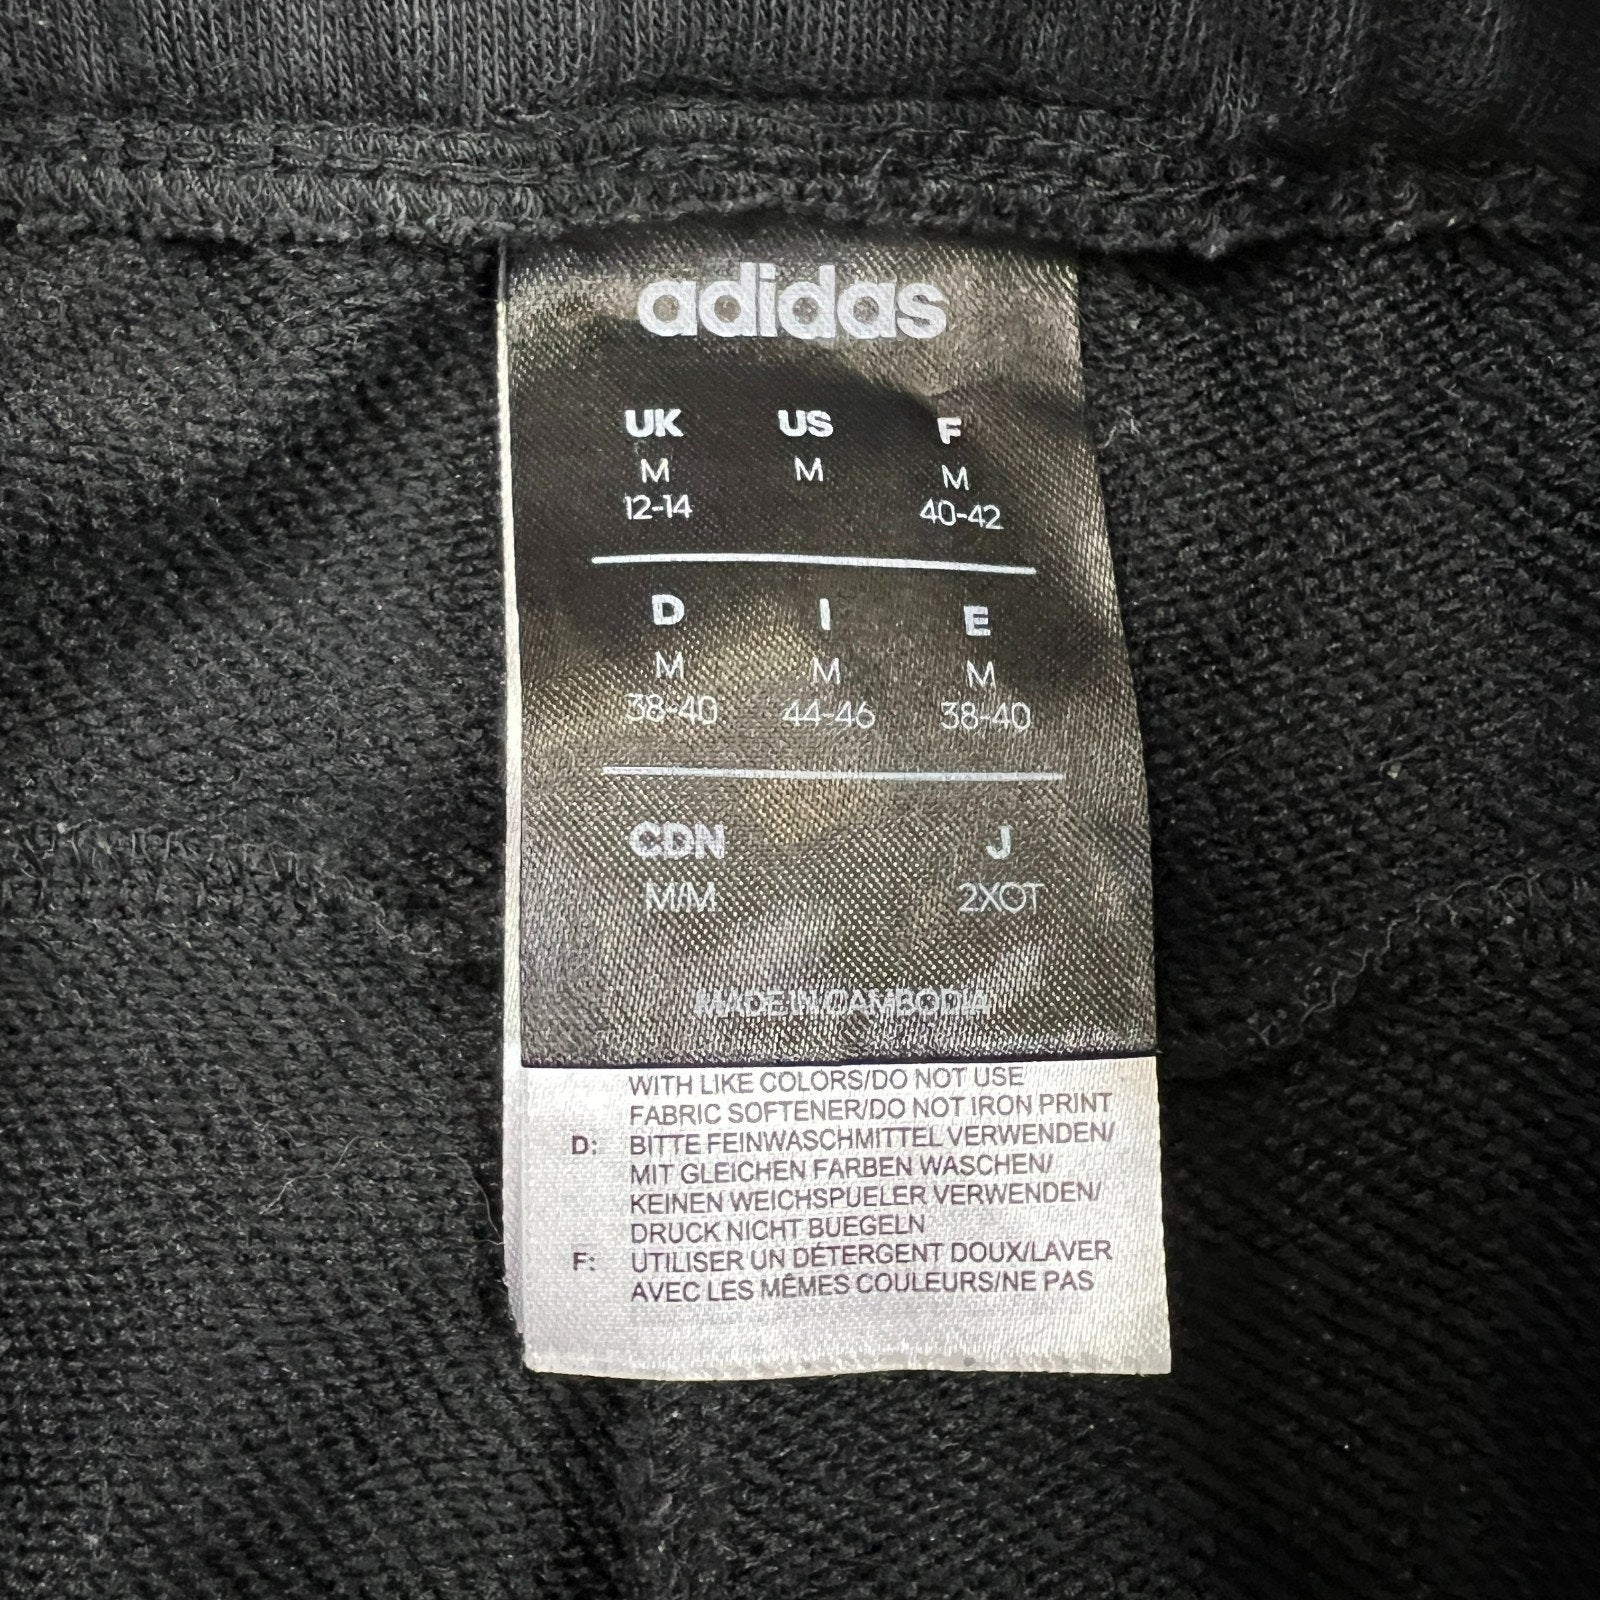 adidas
UK US F
M M M
12-14 40-42
D I E
M M M
38-40 44-46 38-40
CDN J
M/M 2XOT
MADE IN CAMBODIA
WITH LIKE COLORS/DO NOT USE
FABRIC SOFTENER/DO NOT IRON PRINT
D: BITTE FEINWASCHMITTEL VERWENDEN/
MIT GLEICHEN FARBEN WASCHEN/
KEINEN WEICHSPUELER VERWENDEN/
DRUCK NICHT BUEGELN
F: UTILISER UN DÉTERGENT DOUX/LAVER
AVEC LES MÊMES COULEURS/NE PAS